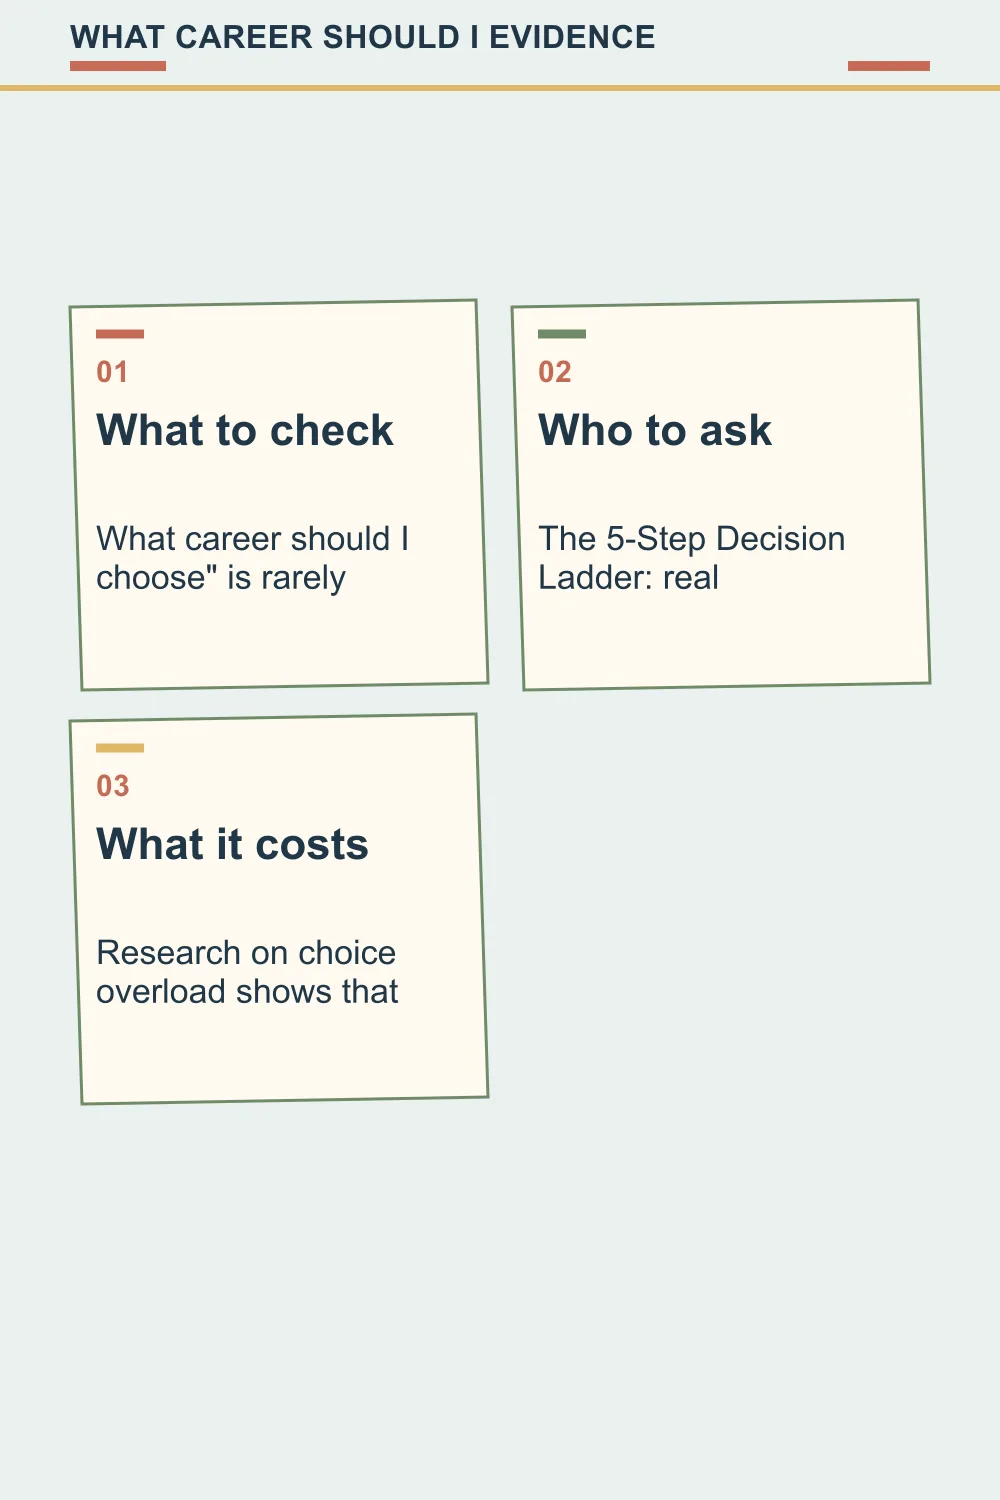 WHAT CAREER SHOULD I EVIDENCE
01
What to check
What career should I
choose" is rarely
02
Who to ask
The 5-Step Decision
Ladder: real
03
What it costs
Research on choice
overload shows that